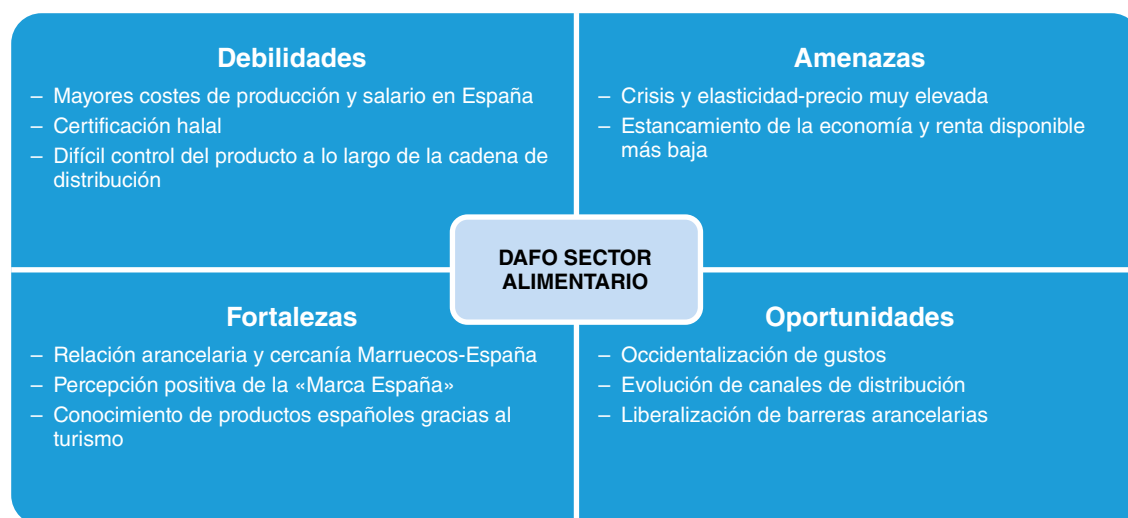 Debilidades
– Mayores costes de producción y salario en España
– Certificación halal
– Difícil control del producto a lo largo de la cadena de
distribución
Amenazas
– Crisis y elasticidad-precio muy elevada
– Estancamiento de la economía y renta disponible
más baja
DAFO SECTOR
ALIMENTARIO
Fortalezas
– Relación arancelaria y cercanía Marruecos-España
– Percepción positiva de la «Marca España»
– Conocimiento de productos españoles gracias al
turismo
Oportunidades
– Occidentalización de gustos
– Evolución de canales de distribución
– Liberalización de barreras arancelarias